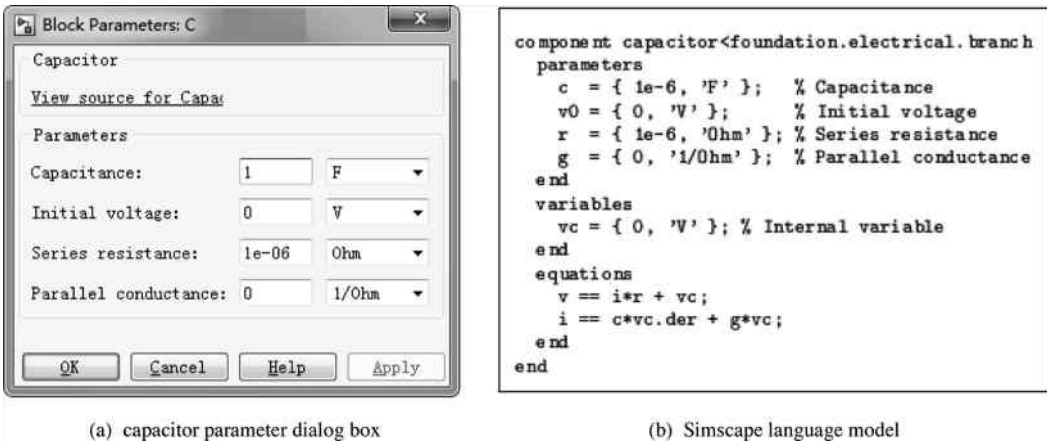 Block Parameters: C
Capacitor
View source for Capac
Parameters
Capacitance: 1 F
Initial voltage: 0 V
Series resistance: 1e-06 Ohm
Parallel conductance: 0 1/Ohm
OK Cancel Help Apply
(a) capacitor parameter dialog box
component capacitor<foundation.electrical.branch
parameters
c = { 1e-6, 'F' }; % Capacitance
v0 = { 0, 'V' }; % Initial voltage
r = { 1e-6, 'Ohm' }; % Series resistance
g = { 0, '1/Ohm' }; % Parallel conductance
end
variables
vc = { 0, 'V' }; % Internal variable
end
equations
v == i*r + vc;
i == c*vc.der + g*vc;
end
end
(b) Simscape language model